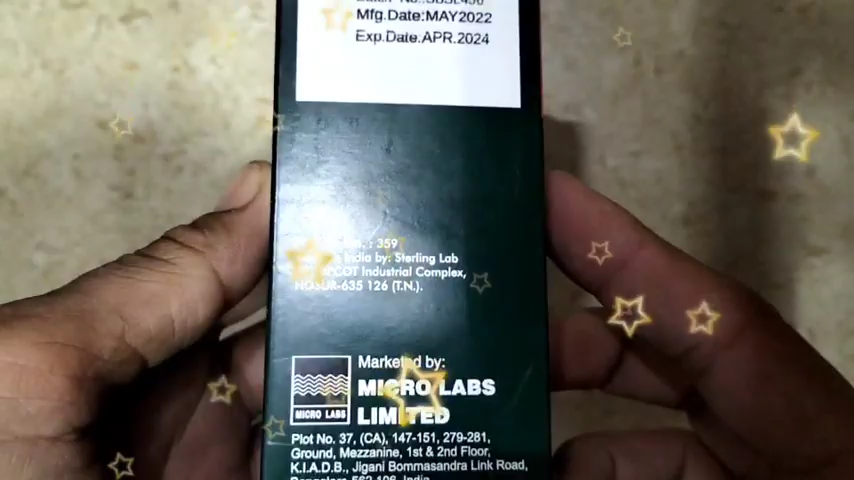 Mfg.Date:MAY2022
Exp.Date.APR.2024
: 359
India by: Sterling Lab
Industrial Complex,
HOSUR-635 126 (T.N.).
MICRO LABS
Marketed by:
MICRO LABS
LIMITED
Plot No. 37, (CA), 147-151, 279-281,
Ground, Mezzanine, 1st & 2nd Floor,
K.I.A.D.B., Jigani Bommasandra Link Road,